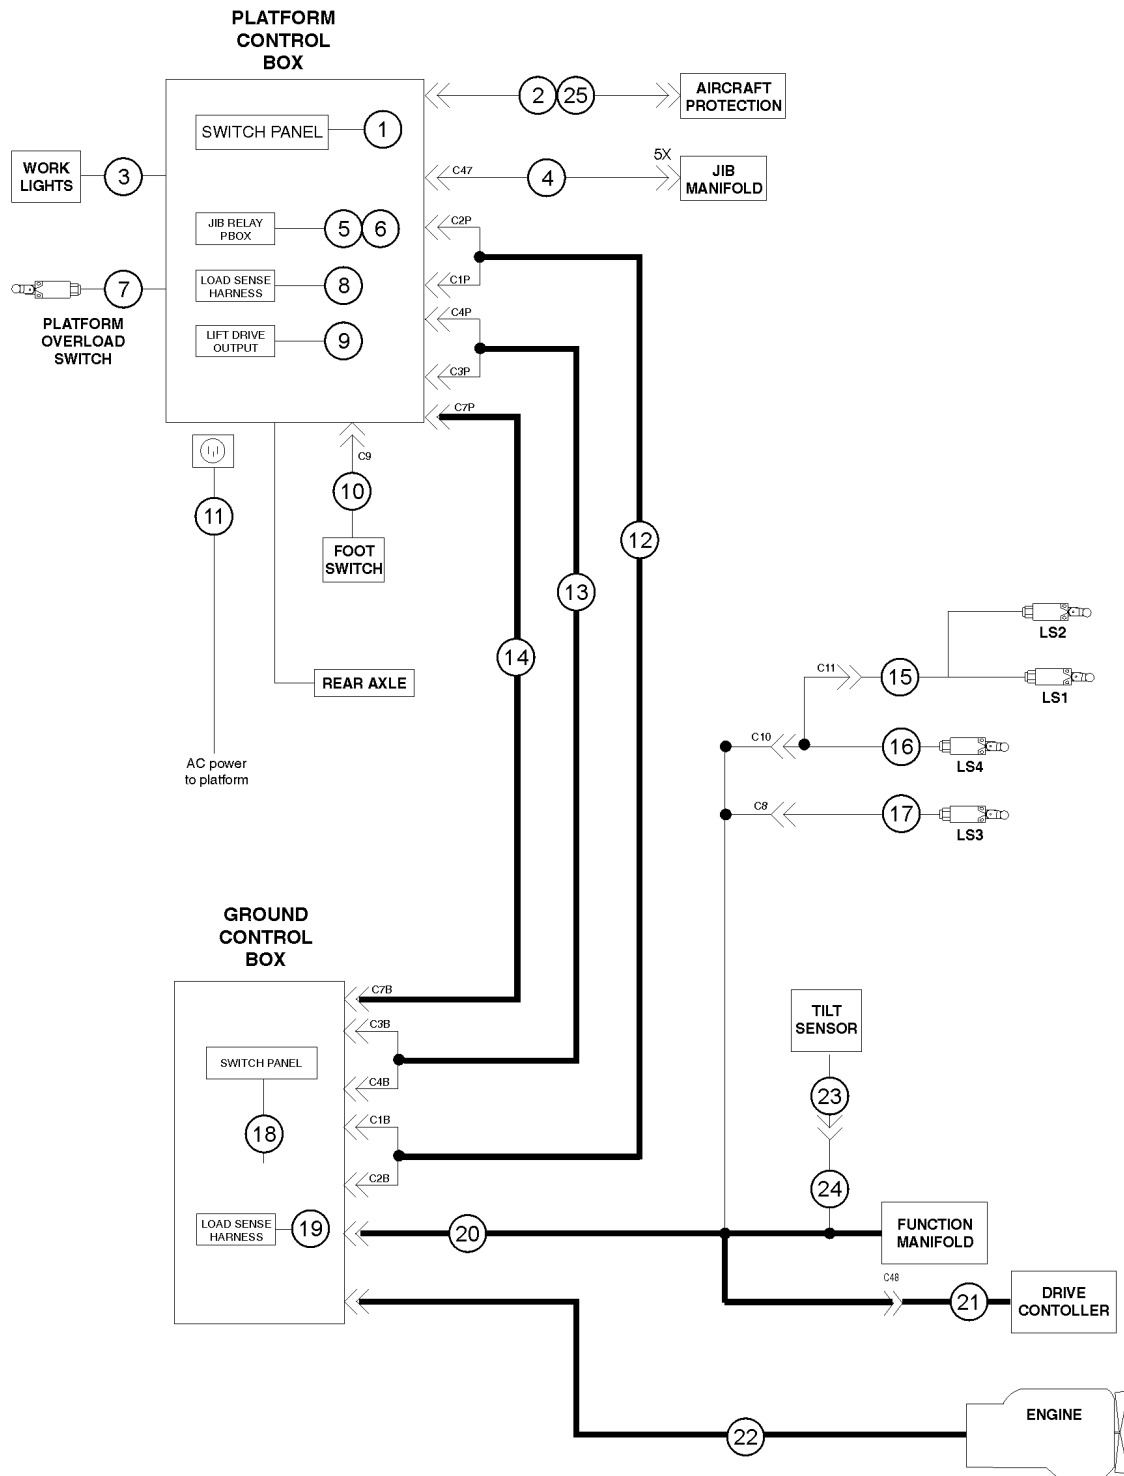 PLATFORM
CONTROL
BOX
2
25
AIRCRAFT
PROTECTION
SWITCH PANEL
1
WORK
LIGHTS
3
C47
4
5X
JIB
MANIFOLD
JIB RELAY
PBOX
5
6
C2P
7
LOAD SENSE
HARNESS
8
C1P
PLATFORM
OVERLOAD
SWITCH
LIFT DRIVE
OUTPUT
9
C4P
C3P
C7P
C9
10
11
FOOT
SWITCH
12
13
14
REAR AXLE
AC power
to platform
LS2
C11
15
LS1
C10
16
LS4
C8
17
LS3
GROUND
CONTROL
BOX
C7B
C3B
SWITCH PANEL
C4B
18
C1B
C2B
LOAD SENSE
HARNESS
19
20
TILT
SENSOR
23
24
FUNCTION
MANIFOLD
C48
21
DRIVE
CONTOLLER
22
ENGINE